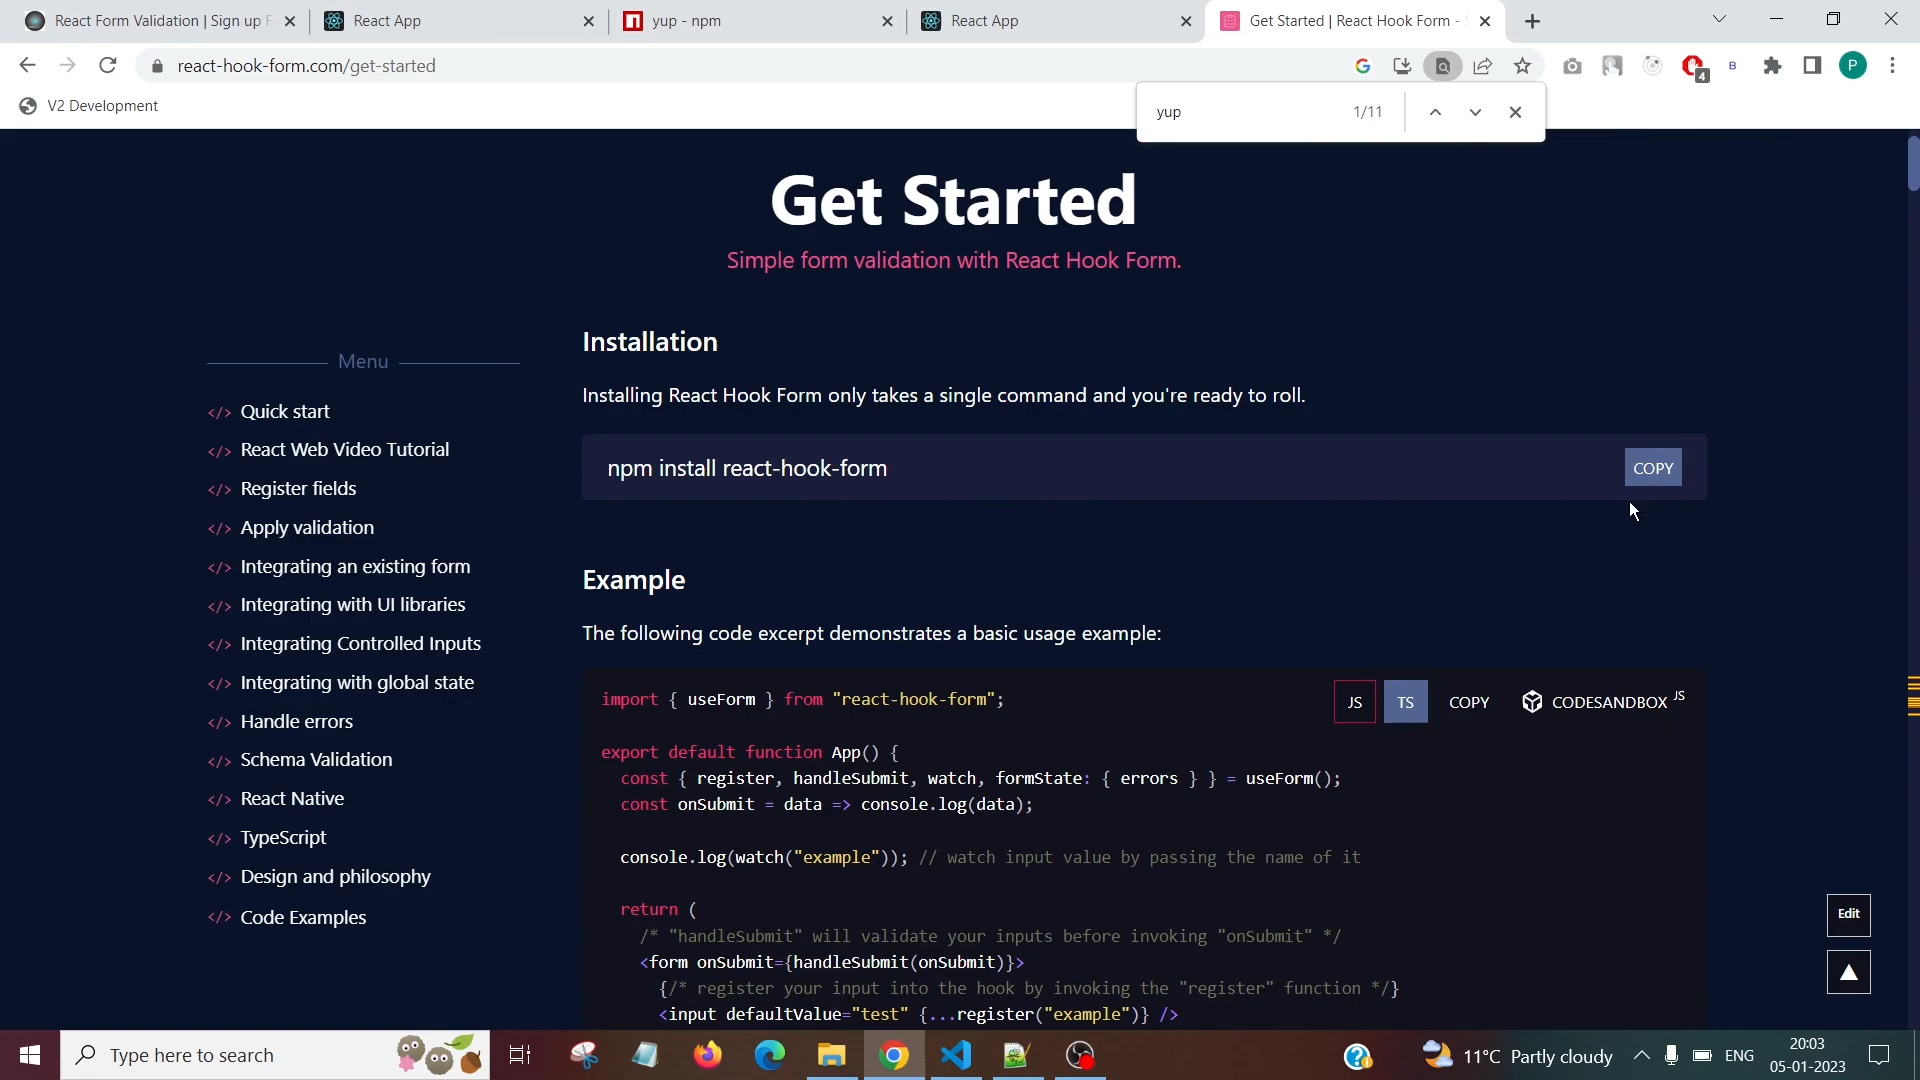 React Form Validation | Sign up F
React App
yup - npm
React App
Get Started | React Hook Form -
react-hook-form.com/get-started
4
B
P
V2 Development
yup
1/11
Get Started
Simple form validation with React Hook Form.
Menu
</> Quick start
</> React Web Video Tutorial
</> Register fields
</> Apply validation
</> Integrating an existing form
</> Integrating with UI libraries
</> Integrating Controlled Inputs
</> Integrating with global state
</> Handle errors
</> Schema Validation
</> React Native
</> TypeScript
</> Design and philosophy
</> Code Examples
Installation
Installing React Hook Form only takes a single command and you're ready to roll.
npm install react-hook-form
COPY
Example
The following code excerpt demonstrates a basic usage example:
JS TS COPY CODESANDBOX JS
import { useForm } from "react-hook-form";
export default function App() {
const { register, handleSubmit, watch, formState: { errors } } = useForm();
const onSubmit = data => console.log(data);
console.log(watch("example")); // watch input value by passing the name of it
return (
/* "handleSubmit" will validate your inputs before invoking "onSubmit" */
<form onSubmit={handleSubmit(onSubmit)}>
{/* register your input into the hook by invoking the "register" function */}
<input defaultValue="test" {...register("example")} />
Edit
Type here to search
11°C Partly cloudy
ENG
20:03
05-01-2023